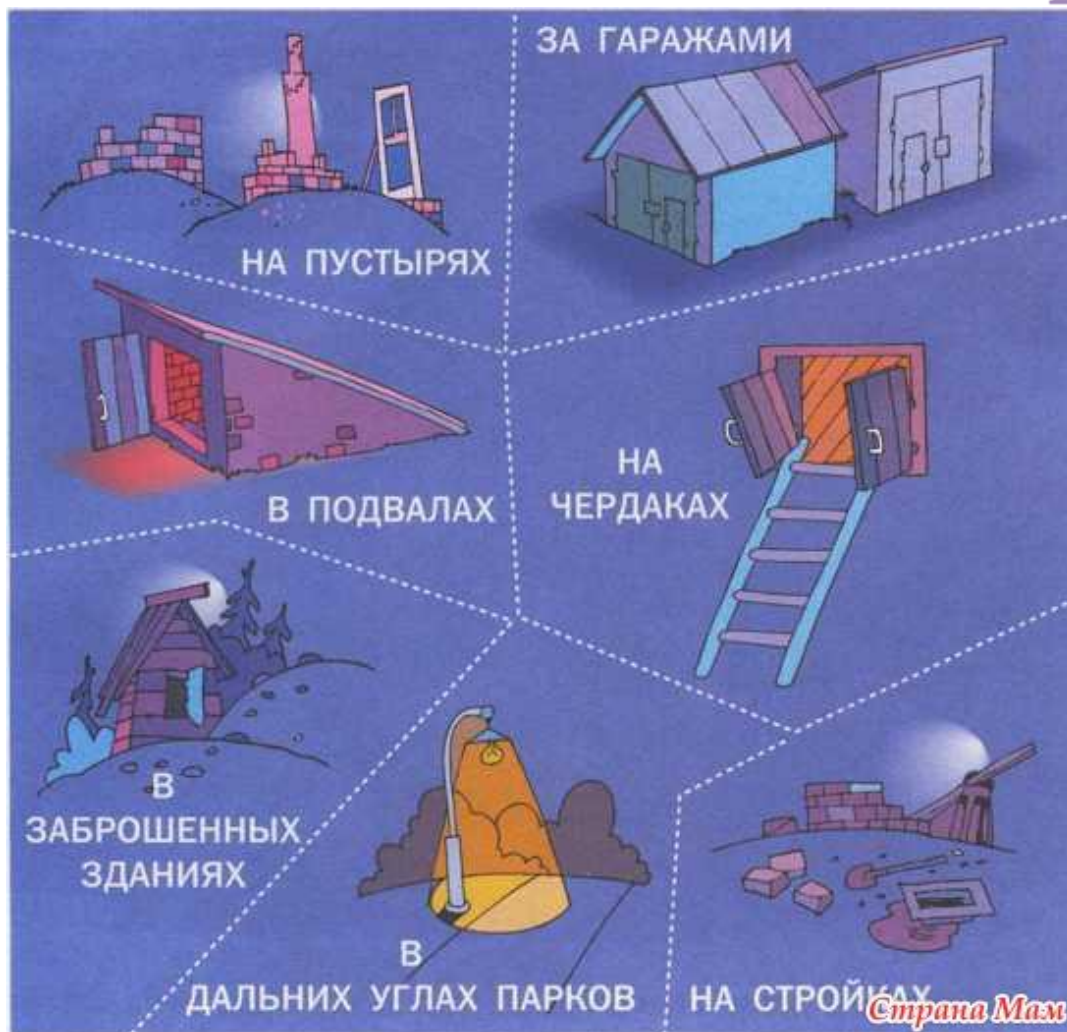 ЗА ГАРАЖАМИ
НА ПУСТЫРЯХ
В ПОДВАЛАХ
НА
ЧЕРДАКАХ
В
ЗАБРОШЕННЫХ
ЗДАНИЯХ
В
ДАЛЬНИХ УГЛАХ ПАРКОВ
НА СТРОЙКАХ
Страна Мам